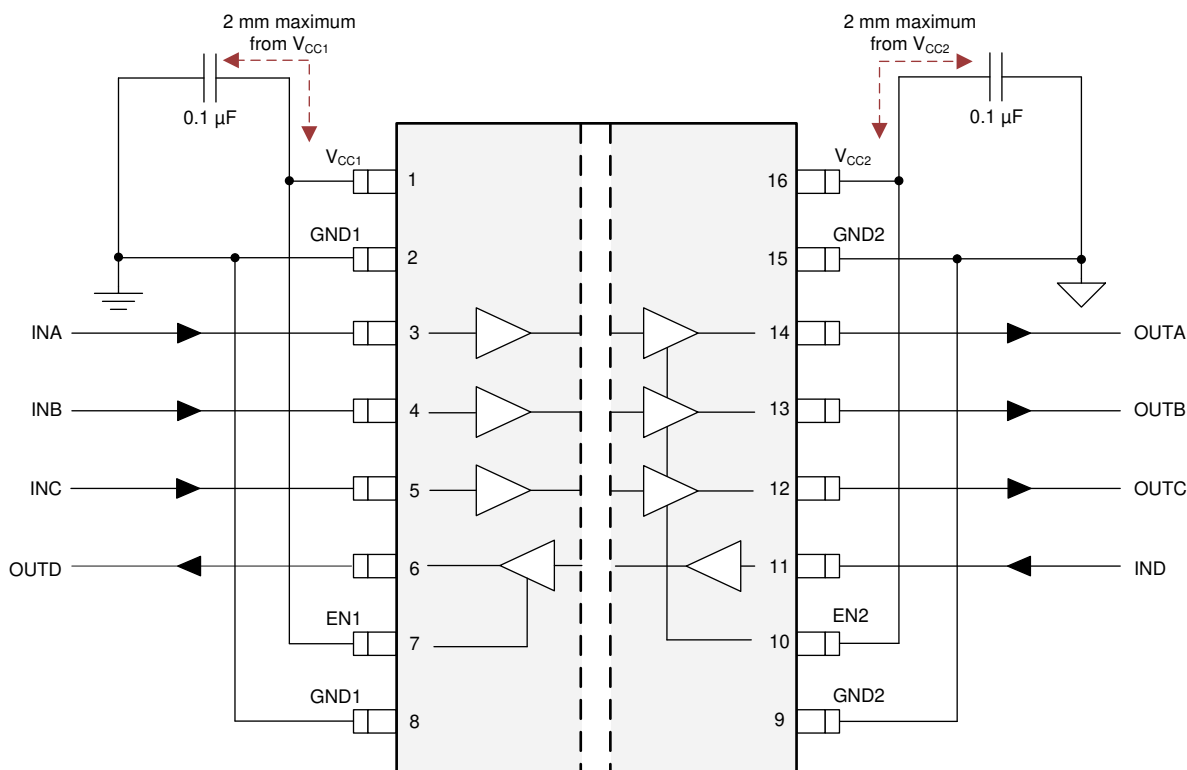 2 mm maximum
from VCC1
2 mm maximum
from VCC2
0.1 µF
0.1 µF
VCC1
1
16
VCC2
GND1
2
15
GND2
INA
3
14
OUTA
INB
4
13
OUTB
INC
5
12
OUTC
OUTD
6
11
IND
EN1
7
10
EN2
GND1
8
9
GND2